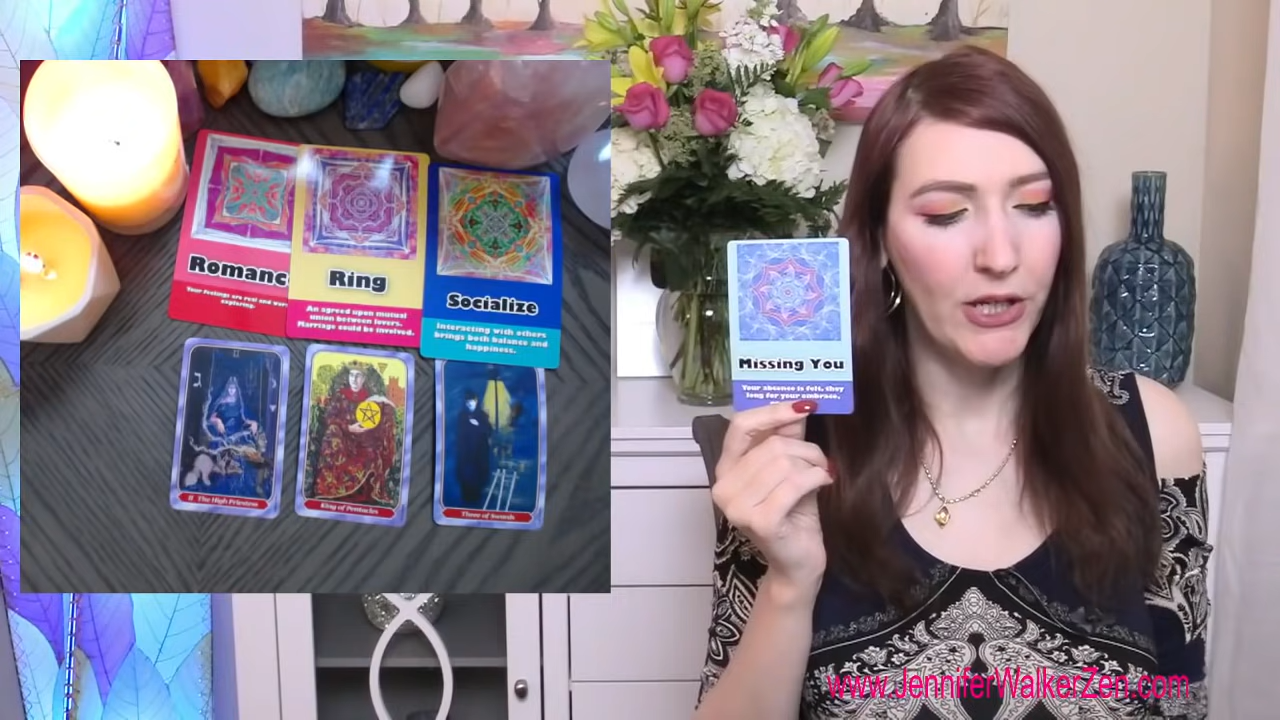 Romanc
Your feelings are real and wor
exploring.
Ring
An agreed upon mutual
union between lovers.
Marriage could be involved.
Socialize
Interacting with others
brings both balance and
happiness.
II The High Priestess
King of Pentacles
Three of Swords
Missing You
Your absence is felt, they
long for your embrace.
www.JenniferWalkerZen.com